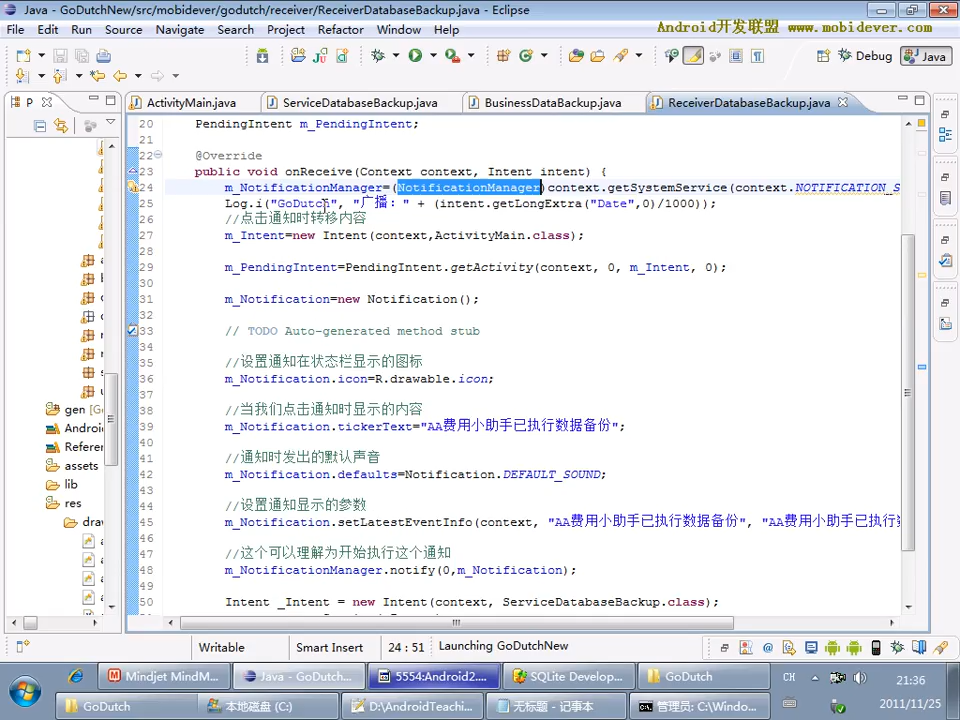 Java - GoDutchNew/src/mobidever/godutch/receiver/ReceiverDatabaseBackup.java - Eclipse
File Edit Run Source Navigate Search Project Refactor Window Help
Android开发联盟 www.mobidever.com
Debug Java
P
ActivityMain.java ServiceDatabaseBackup.java BusinessDataBackup.java ReceiverDatabaseBackup.java
20 PendingIntent m_PendingIntent;
21
22 @Override
23 public void onReceive(Context context, Intent intent) {
24 m_NotificationManager=(NotificationManager)context.getSystemService(context.NOTIFICATION_S
25 Log.i("GoDutch", "广播：" + (intent.getLongExtra("Date",0)/1000));
26 //点击通知时转移内容
27 m_Intent=new Intent(context,ActivityMain.class);
28
29 m_PendingIntent=PendingIntent.getActivity(context, 0, m_Intent, 0);
30
31 m_Notification=new Notification();
32
33 // TODO Auto-generated method stub
34
35 //设置通知在状态栏显示的图标
36 m_Notification.icon=R.drawable.icon;
37
38 //当我们点击通知时显示的内容
39 m_Notification.tickerText="AA费用小助手已执行数据备份";
40
41 //通知时发出的默认声音
42 m_Notification.defaults=Notification.DEFAULT_SOUND;
43
44 //设置通知显示的参数
45 m_Notification.setLatestEventInfo(context, "AA费用小助手已执行数据备份", "AA费用小助手已执行
46
47 //这个可以理解为开始执行这个通知
48 m_NotificationManager.notify(0,m_Notification);
49
50 Intent _Intent = new Intent(context, ServiceDatabaseBackup.class);
gen [G
Androi
Referer
assets
lib
res
drav
Writable Smart Insert 24 : 51 Launching GoDutchNew
Mindjet MindM... Java - GoDutch... 5554:Android2.... SQLite Develop... GoDutch
CH
GoDutch 本地磁盘 (C:) D:\AndroidTeachin... 无标题 - 记事本 管理员: C:\Windo...
21:36
2011/11/25